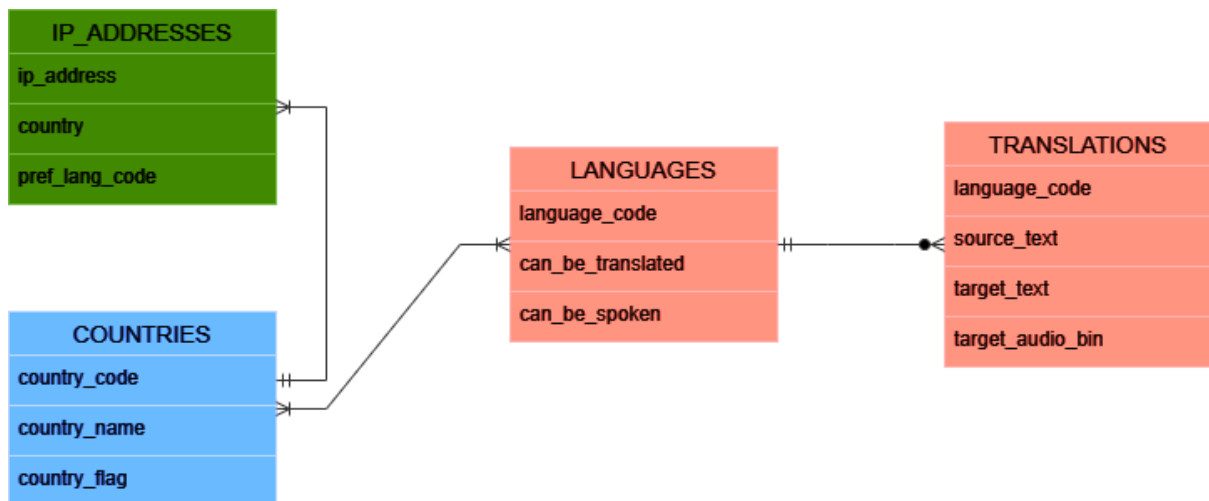 IP_ADDRESSES
ip_address
country
pref_lang_code
COUNTRIES
country_code
country_name
country_flag
LANGUAGES
language_code
can_be_translated
can_be_spoken
TRANSLATIONS
language_code
source_text
target_text
target_audio_bin